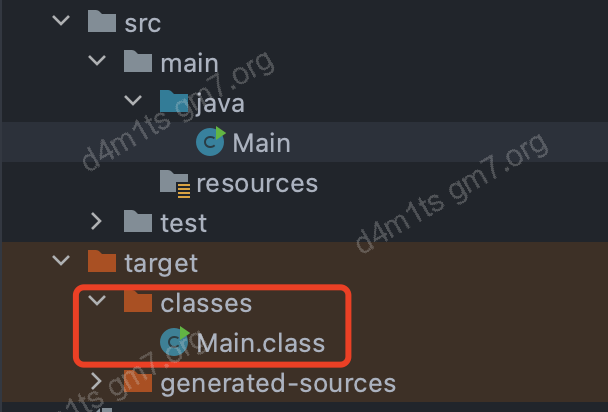 src
main
java
Main
resources
test
target
classes
Main.class
generated-sources
d4m1ts gm7.org
d4m1ts gm7.org
d4m1ts gm7.org